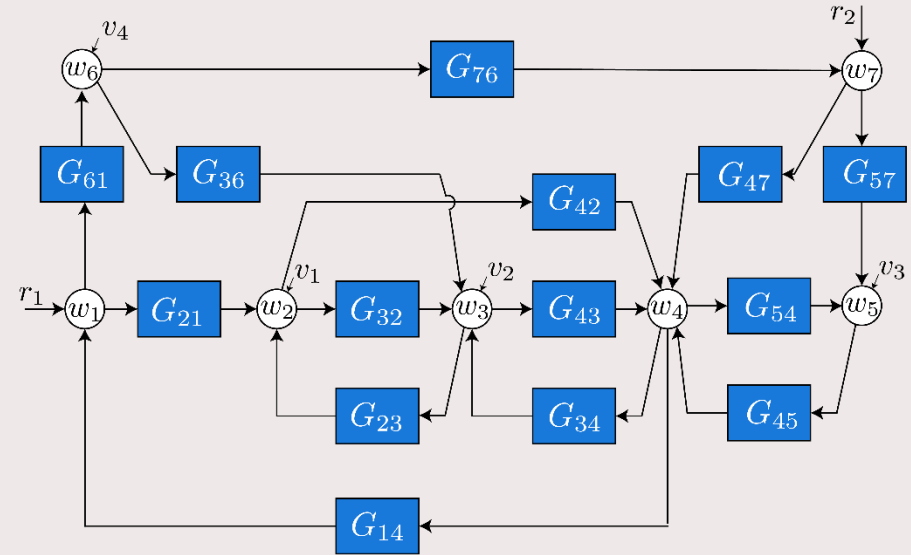 v₄
r₂
w₆
G₇₆
w₇
G₆₁
G₃₆
G₄₂
G₄₇
G₅₇
r₁
w₁
G₂₁
v₁
w₂
G₃₂
v₂
w₃
G₄₃
w₄
G₅₄
v₃
w₅
G₂₃
G₃₄
G₄₅
G₁₄